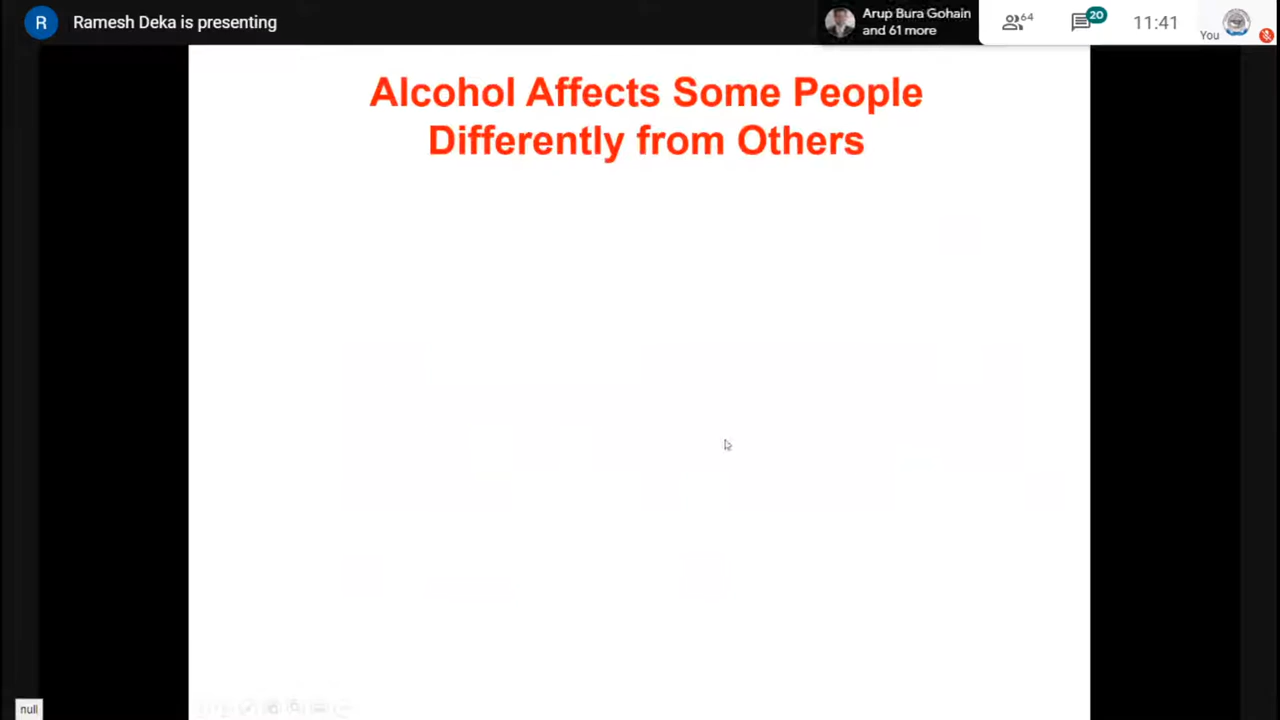 R
Ramesh Deka is presenting
Arup Bura Gohain
and 61 more
64
20
11:41
You
Alcohol Affects Some People
Differently from Others
null